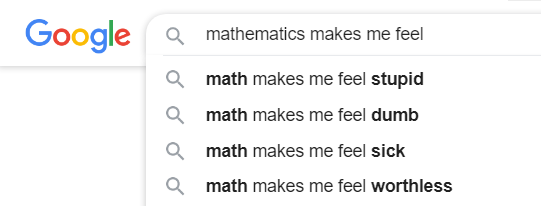 Google
mathematics makes me feel
math makes me feel stupid
math makes me feel dumb
math makes me feel sick
math makes me feel worthless